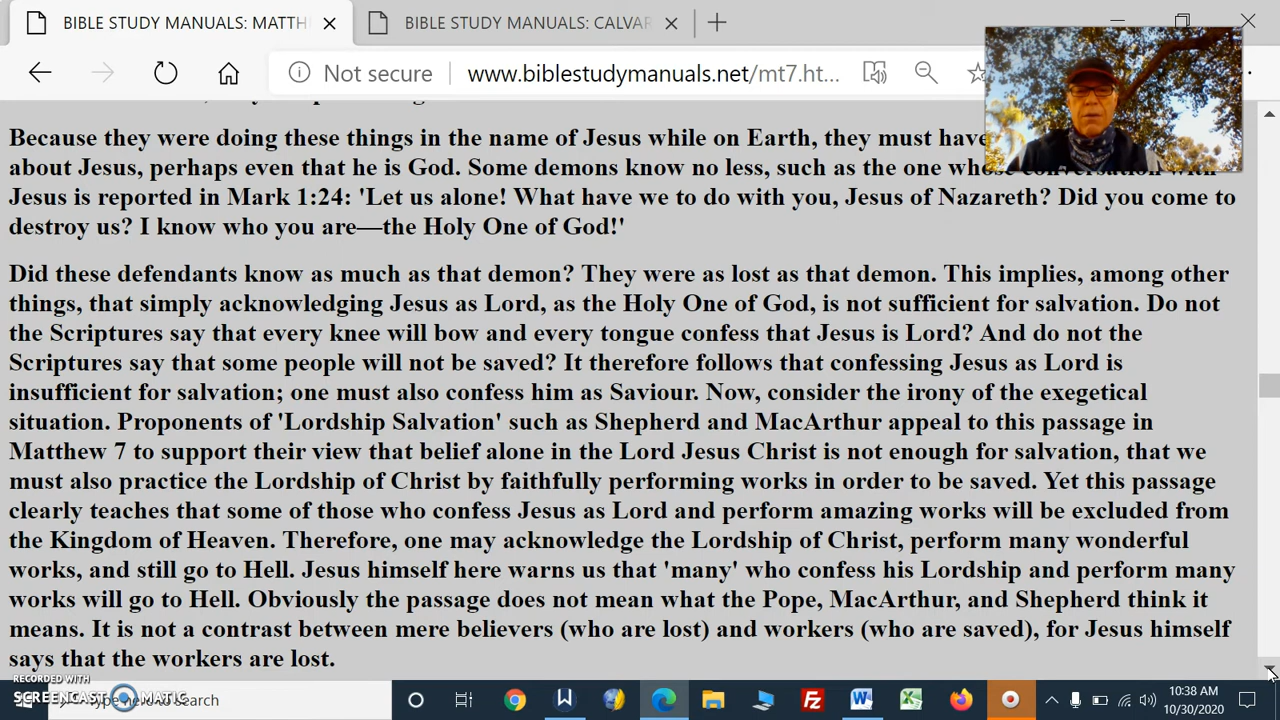 BIBLE STUDY MANUALS: MATTH
BIBLE STUDY MANUALS: CALVAR
Not secure
www.biblestudymanuals.net/mt7.ht...
Because they were doing these things in the name of Jesus while on Earth, they must have
about Jesus, perhaps even that he is God. Some demons know no less, such as the one whose conversation with
Jesus is reported in Mark 1:24: 'Let us alone! What have we to do with you, Jesus of Nazareth? Did you come to
destroy us? I know who you are—the Holy One of God!'
Did these defendants know as much as that demon? They were as lost as that demon. This implies, among other
things, that simply acknowledging Jesus as Lord, as the Holy One of God, is not sufficient for salvation. Do not
the Scriptures say that every knee will bow and every tongue confess that Jesus is Lord? And do not the
Scriptures say that some people will not be saved? It therefore follows that confessing Jesus as Lord is
insufficient for salvation; one must also confess him as Saviour. Now, consider the irony of the exegetical
situation. Proponents of 'Lordship Salvation' such as Shepherd and MacArthur appeal to this passage in
Matthew 7 to support their view that belief alone in the Lord Jesus Christ is not enough for salvation, that we
must also practice the Lordship of Christ by faithfully performing works in order to be saved. Yet this passage
clearly teaches that some of those who confess Jesus as Lord and perform amazing works will be excluded from
the Kingdom of Heaven. Therefore, one may acknowledge the Lordship of Christ, perform many wonderful
works, and still go to Hell. Jesus himself here warns us that 'many' who confess his Lordship and perform many
works will go to Hell. Obviously the passage does not mean what the Pope, MacArthur, and Shepherd think it
means. It is not a contrast between mere believers (who are lost) and workers (who are saved), for Jesus himself
says that the workers are lost.
RECORDED WITH
SCREENCAST MATIC
Type here to search
10:38 AM
10/30/2020